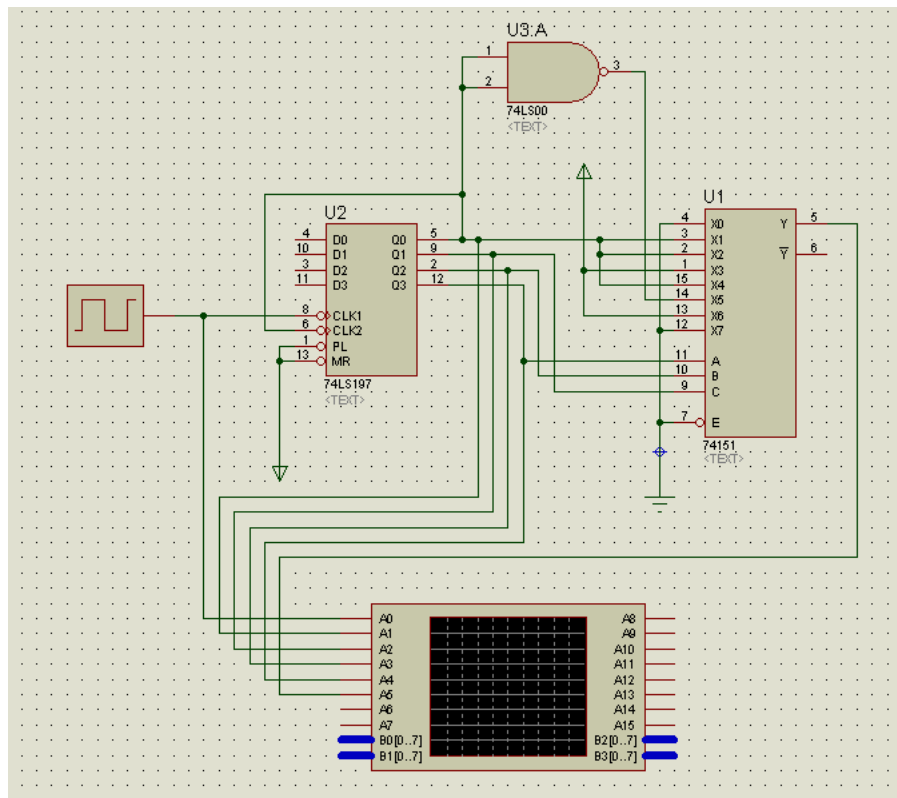 U3:A
1
2
3
74LS00
<TEXT>
U2
4 D0 Q0 5
10 D1 Q1 9
3 D2 Q2 2
11 D3 Q3 12
8 CLK1
6 CLK2
1 PL
13 MR
74LS197
<TEXT>
U1
4 X0 Y 5
3 X1
2 X2 Y 6
1 X3
15 X4
14 X5
13 X6
12 X7
11 A
10 B
9 C
7 E
74151
<TEXT>
A0 A8
A1 A9
A2 A10
A3 A11
A4 A12
A5 A13
A6 A14
A7 A15
B0[0..7] B2[0..7]
B1[0..7] B3[0..7]